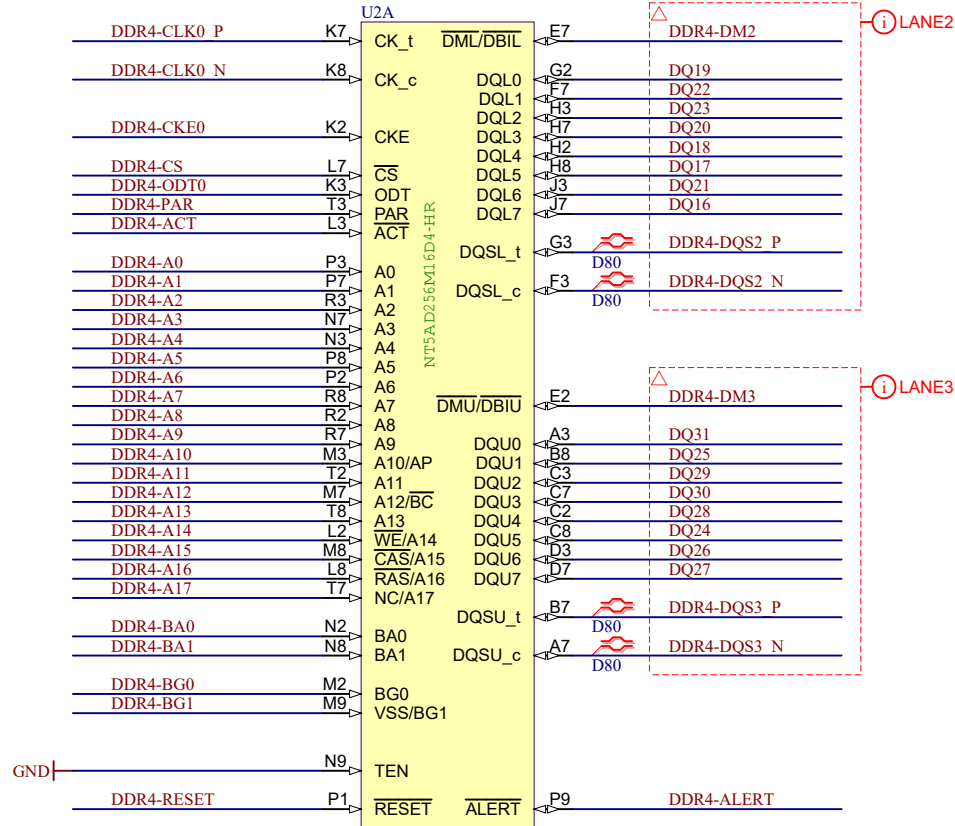 U2A
DDR4-CLK0_P K7 CK_t DML/DBIL E7 DDR4-DM2 i LANE2
DDR4-CLK0_N K8 CK_c DQL0 G2 DQ19
DQL1 F7 DQ22
DQL2 H3 DQ23
DDR4-CKE0 K2 CKE DQL3 H7 DQ20
DQL4 H2 DQ18
DDR4-CS L7 CS DQL5 H8 DQ17
DDR4-ODT0 K3 ODT DQL6 J3 DQ21
DDR4-PAR T3 PAR DQL7 J7 DQ16
DDR4-ACT L3 ACT
NT5AD256M16D4-HR
DQSL_t G3 D80 DDR4-DQS2_P
DDR4-A0 P3 A0
DDR4-A1 P7 A1 DQSL_c F3 D80 DDR4-DQS2_N
DDR4-A2 R3 A2
DDR4-A3 N7 A3
DDR4-A4 N3 A4
DDR4-A5 P8 A5
DDR4-A6 P2 A6
DDR4-A7 R8 A7 DMU/DBIU E2 DDR4-DM3 i LANE3
DDR4-A8 R2 A8
DDR4-A9 R7 A9 DQU0 A3 DQ31
DDR4-A10 M3 A10/AP DQU1 B8 DQ25
DDR4-A11 T2 A11 DQU2 C3 DQ29
DDR4-A12 M7 A12/BC DQU3 C7 DQ30
DDR4-A13 T8 A13 DQU4 C2 DQ28
DDR4-A14 L2 WE/A14 DQU5 C8 DQ24
DDR4-A15 M8 CAS/A15 DQU6 D3 DQ26
DDR4-A16 L8 RAS/A16 DQU7 D7 DQ27
DDR4-A17 T7 NC/A17
DQSU_t B7 D80 DDR4-DQS3_P
DDR4-BA0 N2 BA0
DDR4-BA1 N8 BA1 DQSU_c A7 D80 DDR4-DQS3_N
DDR4-BG0 M2 BG0
DDR4-BG1 M9 VSS/BG1
GND N9 TEN
DDR4-RESET P1 RESET ALERT P9 DDR4-ALERT